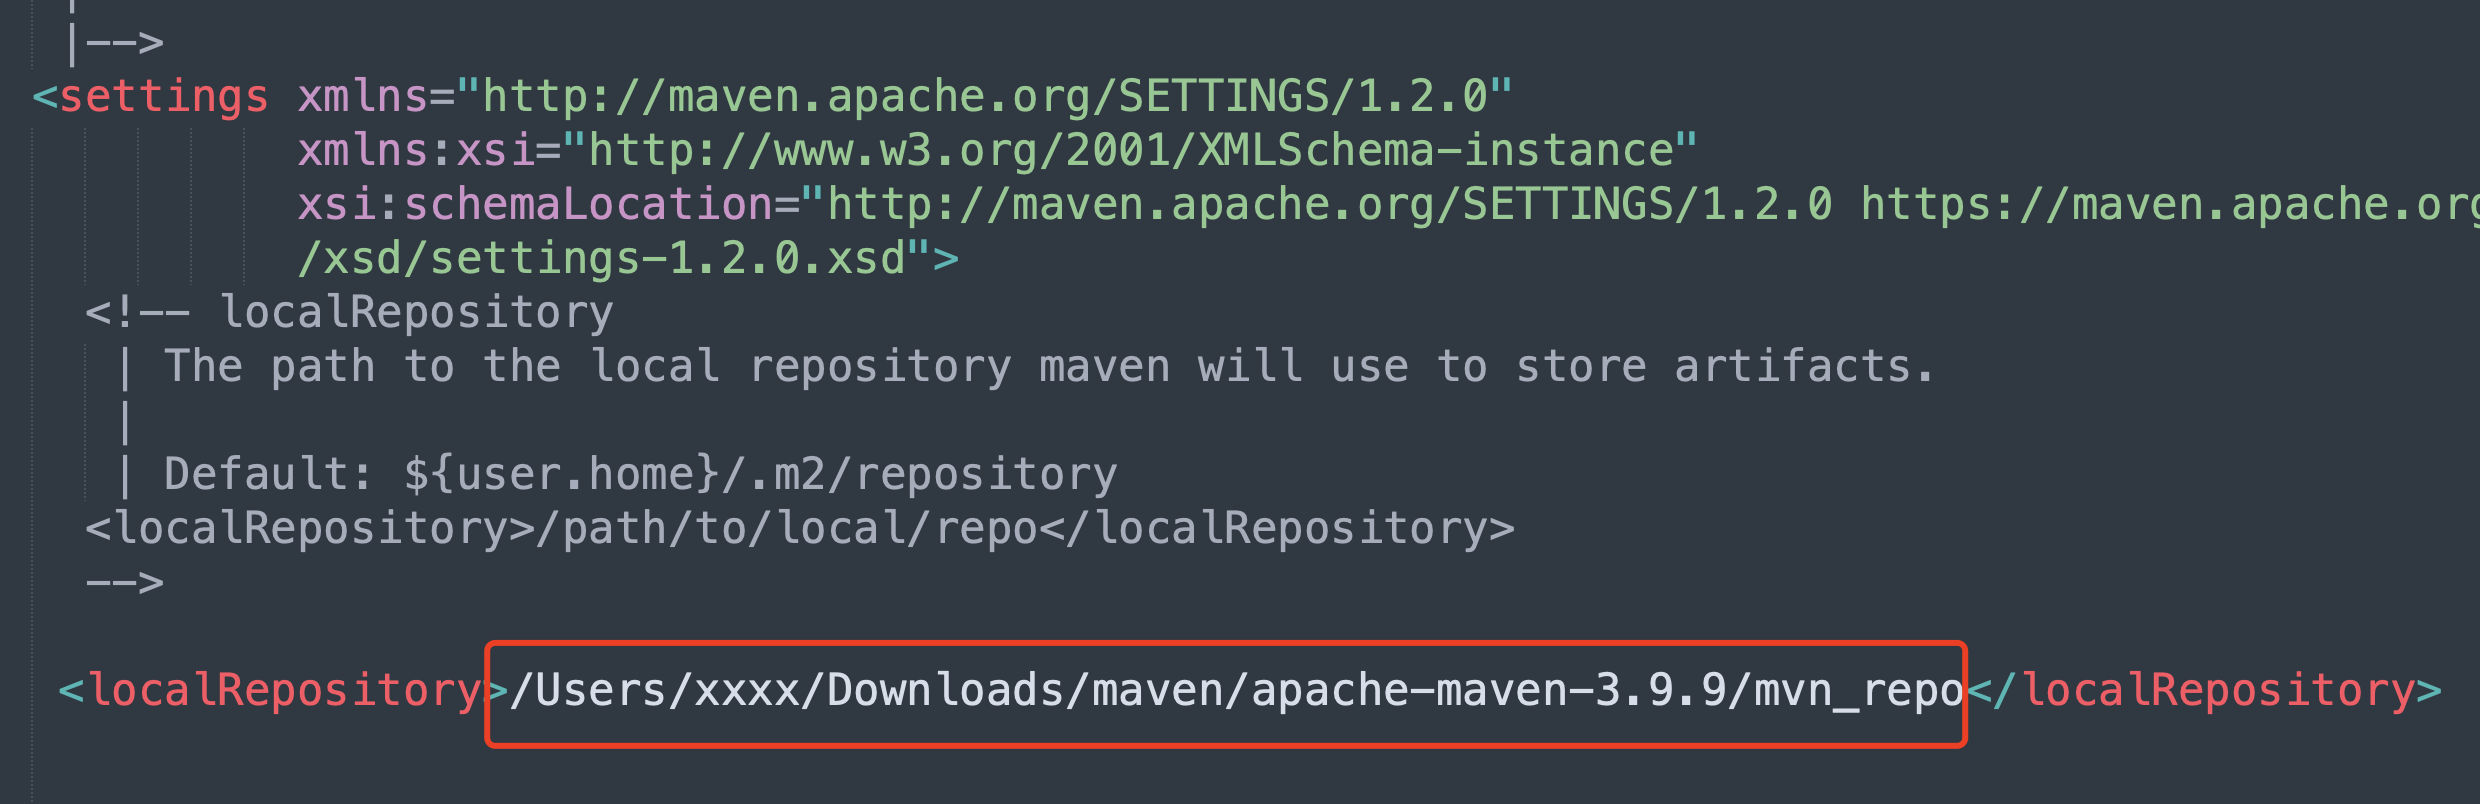 |-->
<settings xmlns="http://maven.apache.org/SETTINGS/1.2.0"
xmlns:xsi="http://www.w3.org/2001/XMLSchema-instance"
xsi:schemaLocation="http://maven.apache.org/SETTINGS/1.2.0 https://maven.apache.org
/xsd/settings-1.2.0.xsd">
<!-- localRepository
| The path to the local repository maven will use to store artifacts.
|
| Default: ${user.home}/.m2/repository
<localRepository>/path/to/local/repo</localRepository>
-->
<localRepository>/Users/xxxx/Downloads/maven/apache-maven-3.9.9/mvn_repo</localRepository>